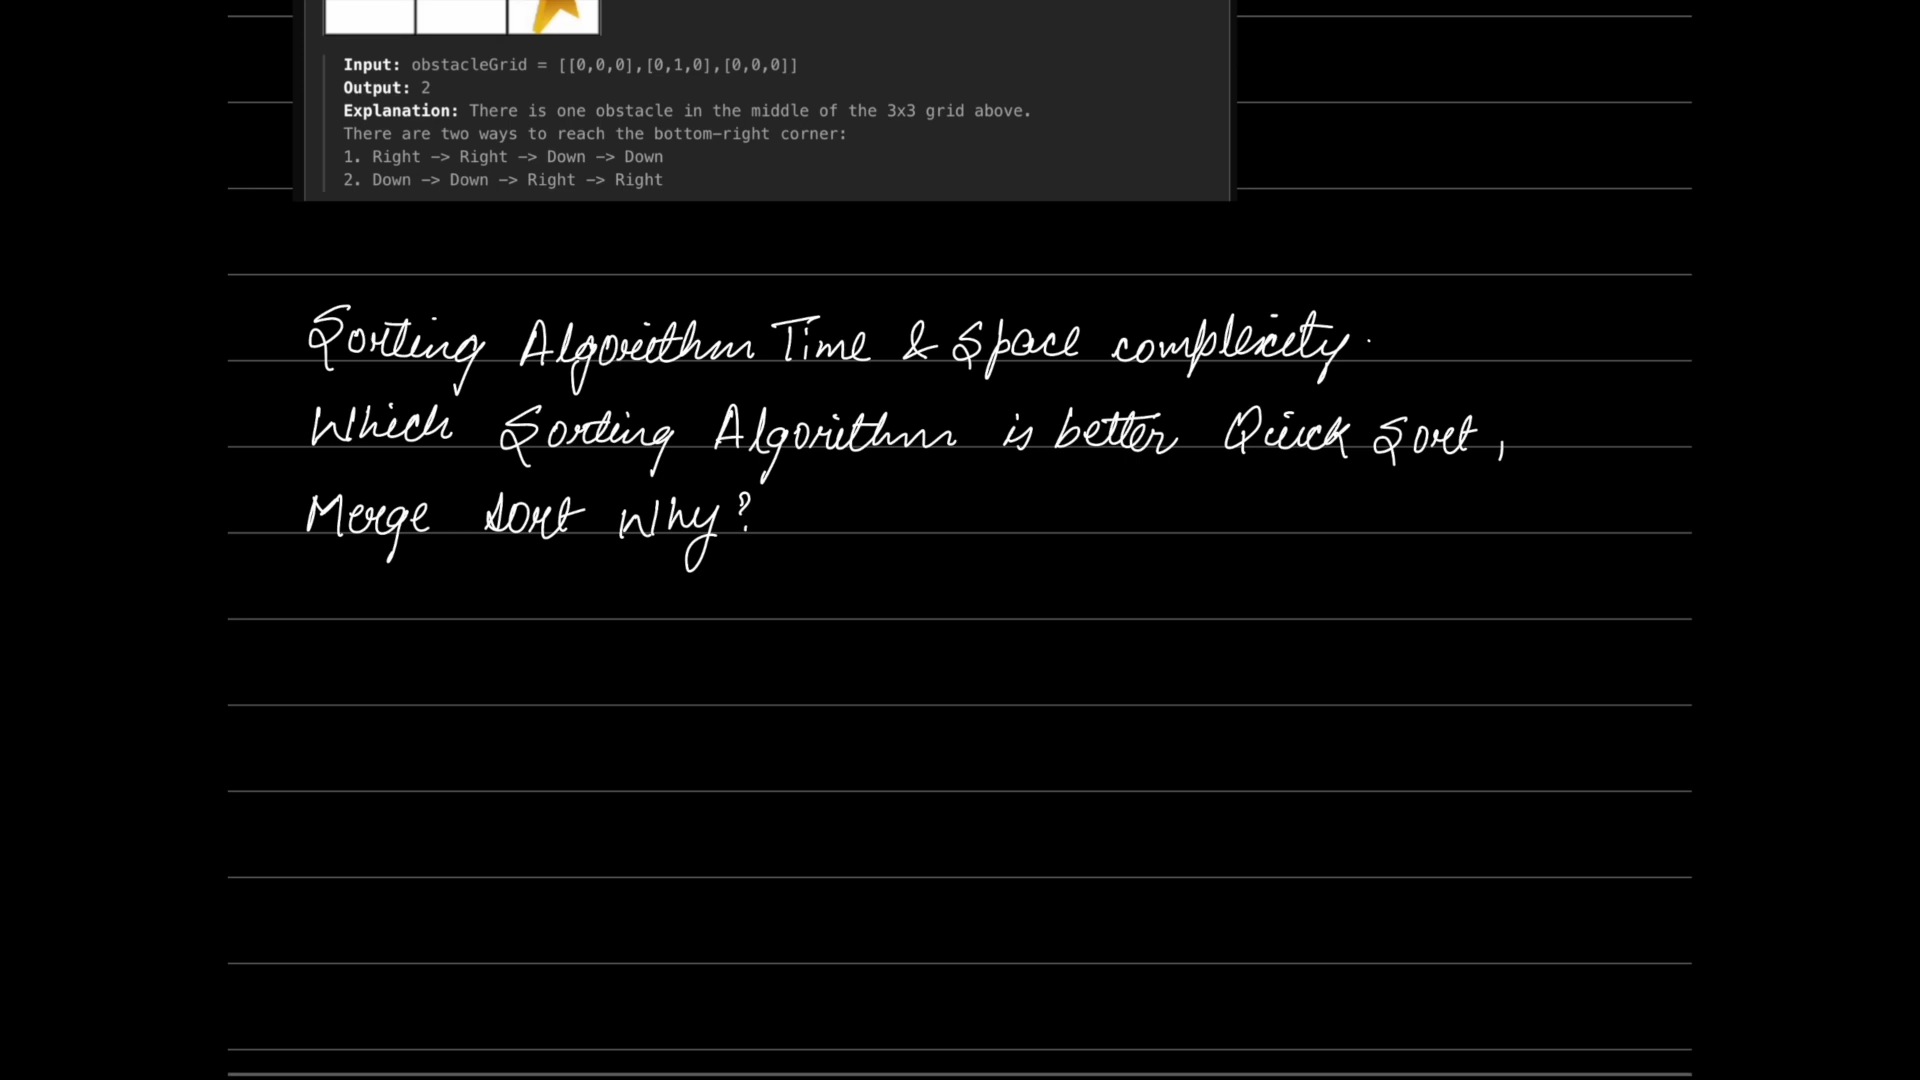 Input: obstacleGrid = [[0,0,0],[0,1,0],[0,0,0]]
Output: 2
Explanation: There is one obstacle in the middle of the 3x3 grid above.
There are two ways to reach the bottom-right corner:
1. Right -> Right -> Down -> Down
2. Down -> Down -> Right -> Right
Sorting Algorithm Time & Space complexity.
Which Sorting Algorithm is better Quick Sort,
Merge sort Why?